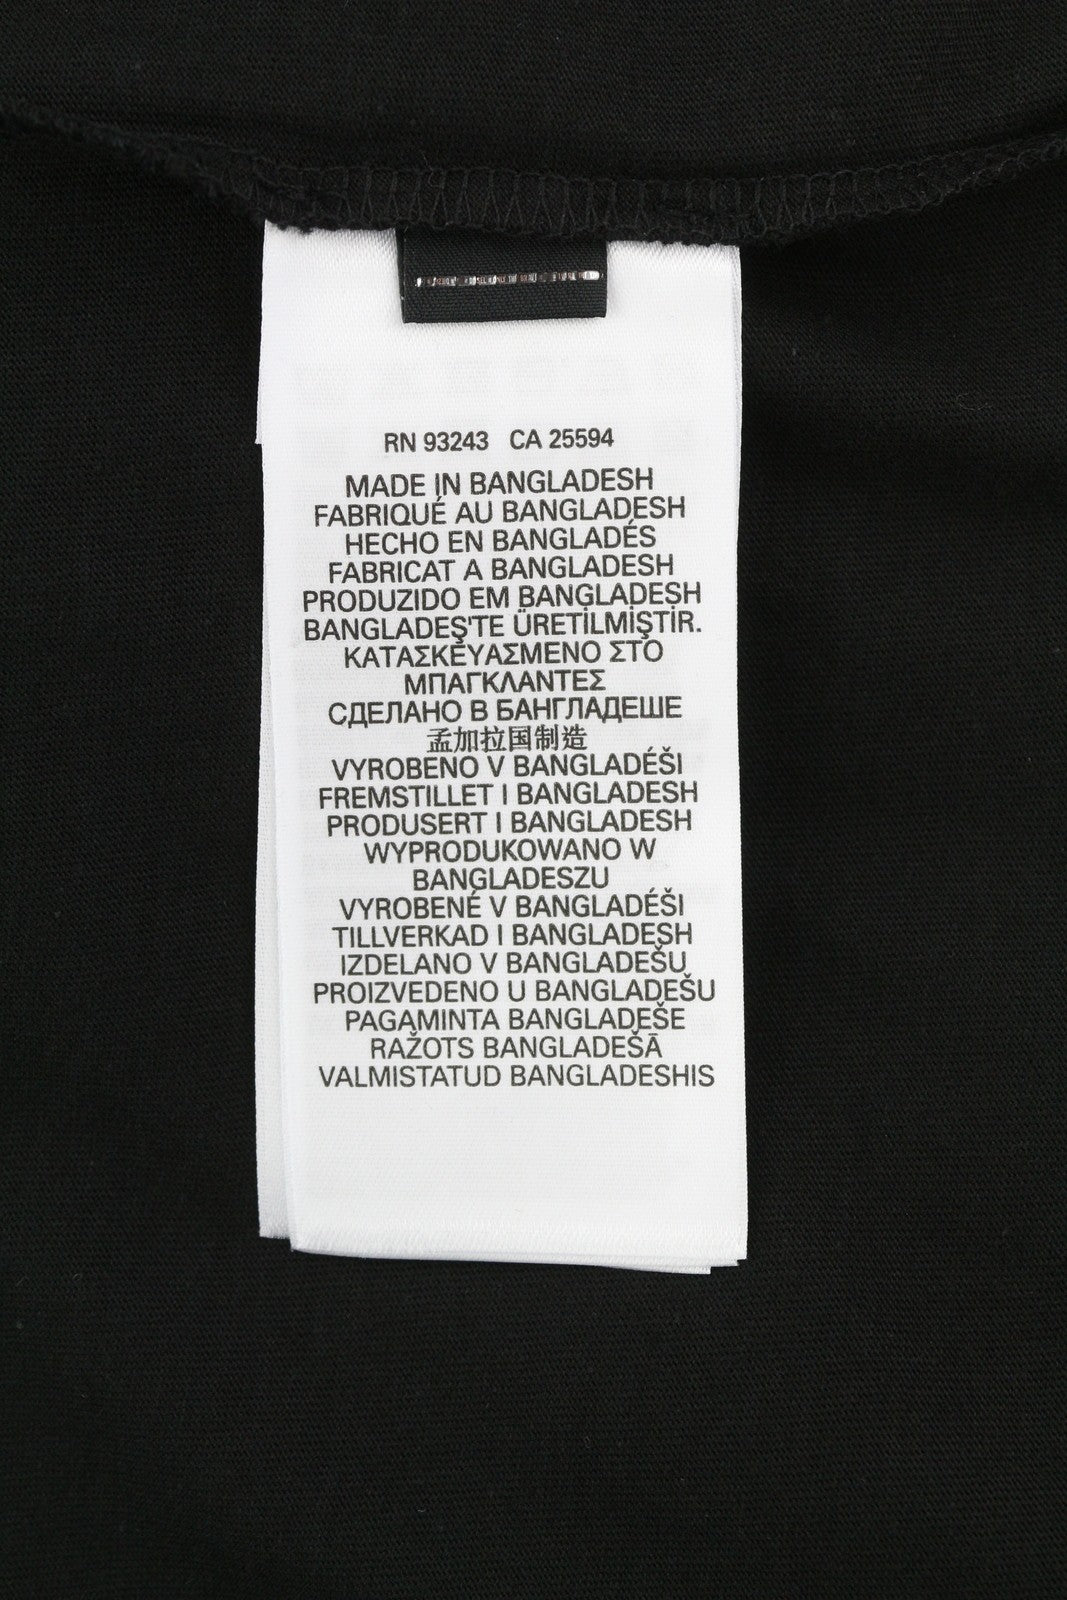 RN 93243 CA 25594
MADE IN BANGLADESH
FABRIQUÉ AU BANGLADESH
HECHO EN BANGLADÉS
FABRICAT A BANGLADESH
PRODUZIDO EM BANGLADESH
BANGLADEŞ'TE ÜRETİLMİŞTİR.
ΚΑΤΑΣΚΕΥΑΣΜΕΝΟ ΣΤΟ
ΜΠΑΓΚΛΑΝΤΕΣ
СДЕЛАНО В БАНГЛАДЕШЕ
孟加拉国制造
VYROBENO V BANGLADÉŠI
FREMSTILLET I BANGLADESH
PRODUSERT I BANGLADESH
WYPRODUKOWANO W
BANGLADESZU
VYROBENÉ V BANGLADÉŠI
TILLVERKAD I BANGLADESH
IZDELANO V BANGLADEŠU
PROIZVEDENO U BANGLADEŠU
PAGAMINTA BANGLADEŠE
RAŽOTS BANGLADEŠĀ
VALMISTATUD BANGLADESHIS